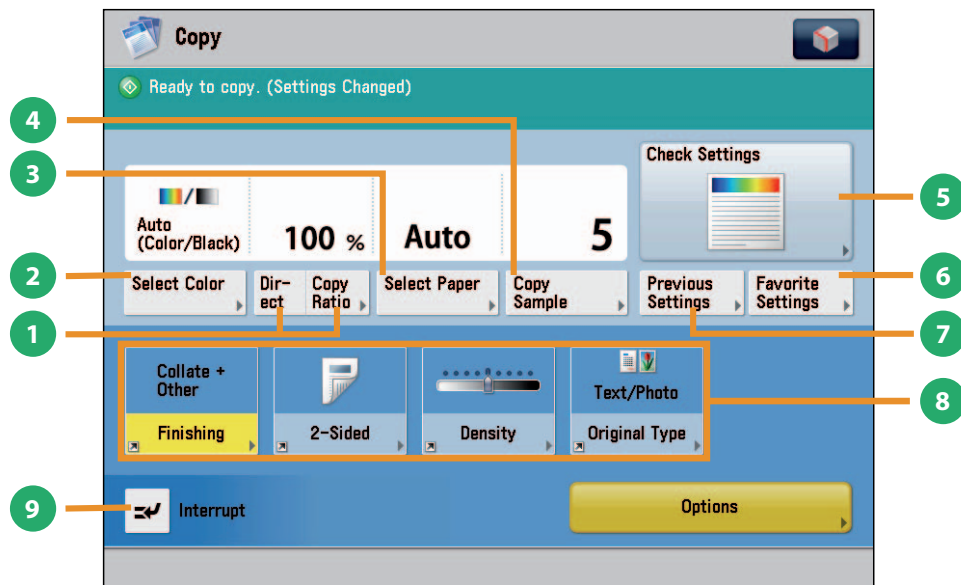 Copy
Ready to copy. (Settings Changed)
4
3
Check Settings
5
Auto
(Color/Black)
100 %
Auto
5
2
Select Color
Dir-
ect
Copy
Ratio
Select Paper
Copy
Sample
Previous
Settings
Favorite
Settings
6
1
7
Collate +
Other
Text/Photo
8
Finishing
2-Sided
Density
Original Type
9
Interrupt
Options